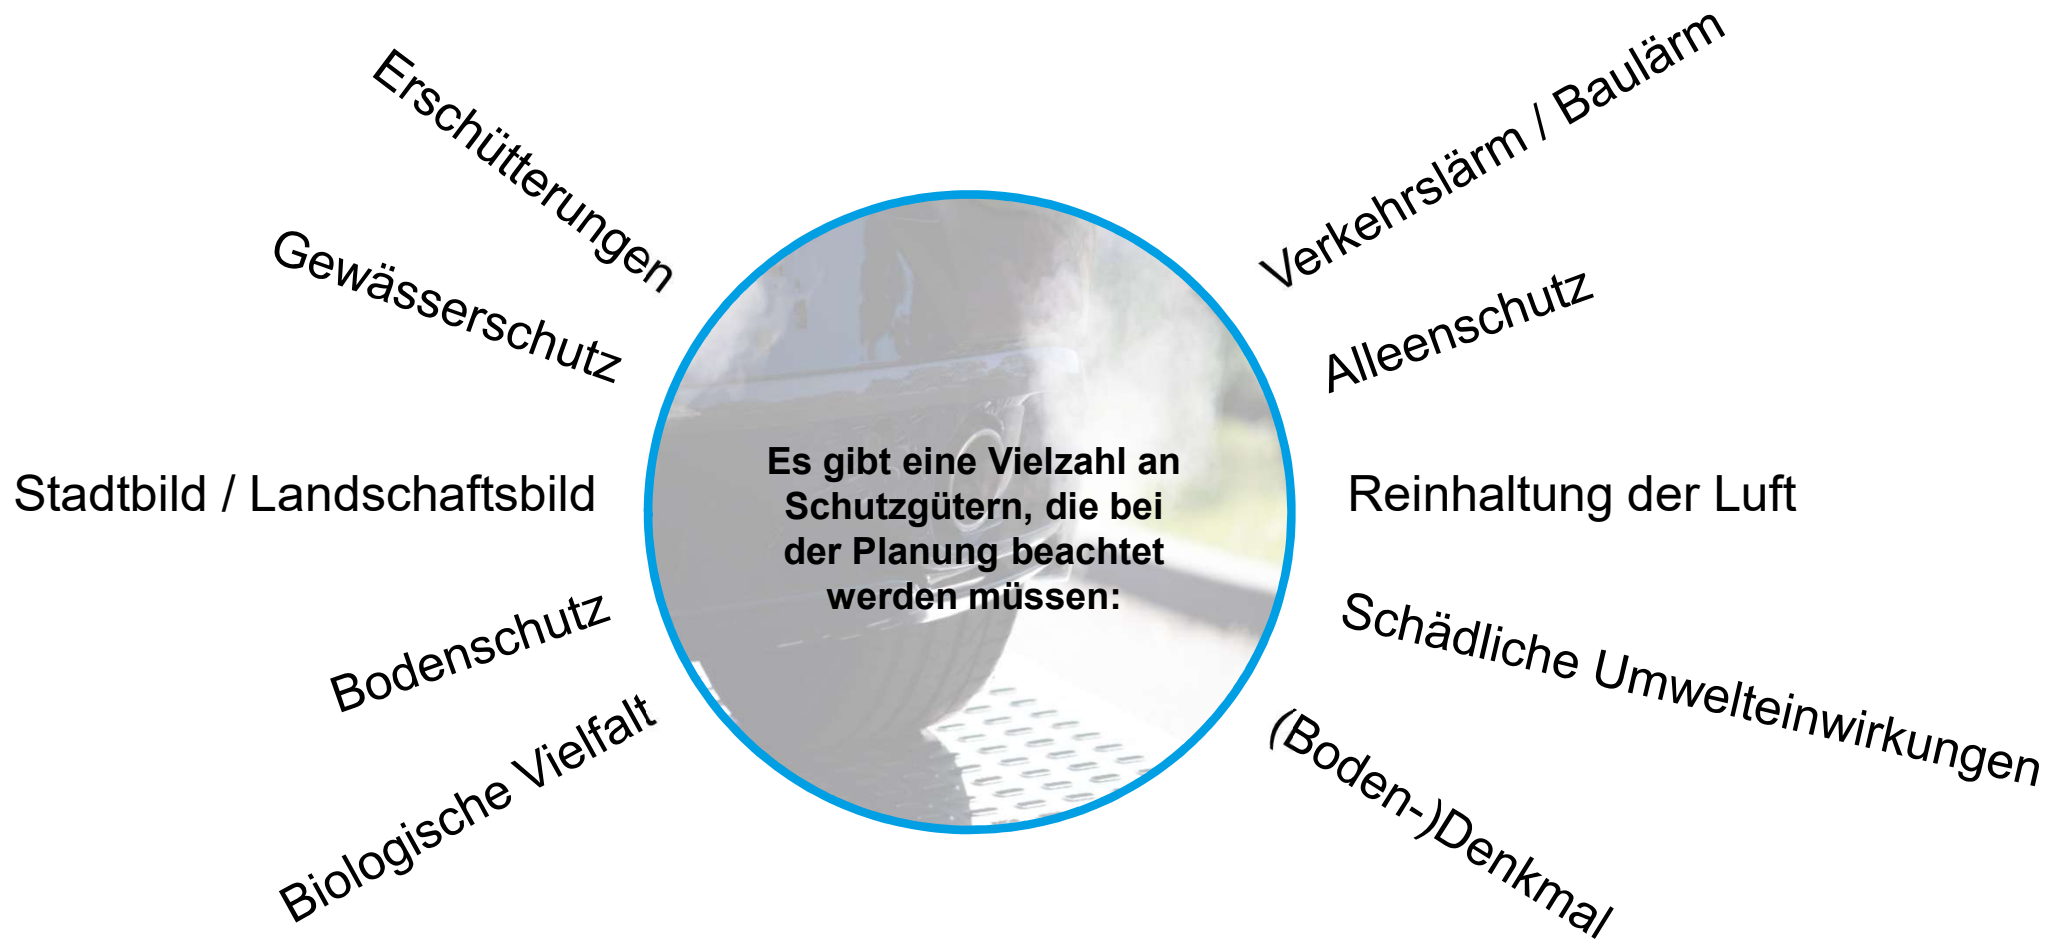 Erschütterungen
Gewässerschutz
Stadtbild / Landschaftsbild
Bodenschutz
Biologische Vielfalt
Es gibt eine Vielzahl an
Schutzgütern, die bei
der Planung beachtet
werden müssen:
Verkehrslärm / Baulärm
Alleenschutz
Reinhaltung der Luft
Schädliche Umwelteinwirkungen
(Boden-)Denkmal